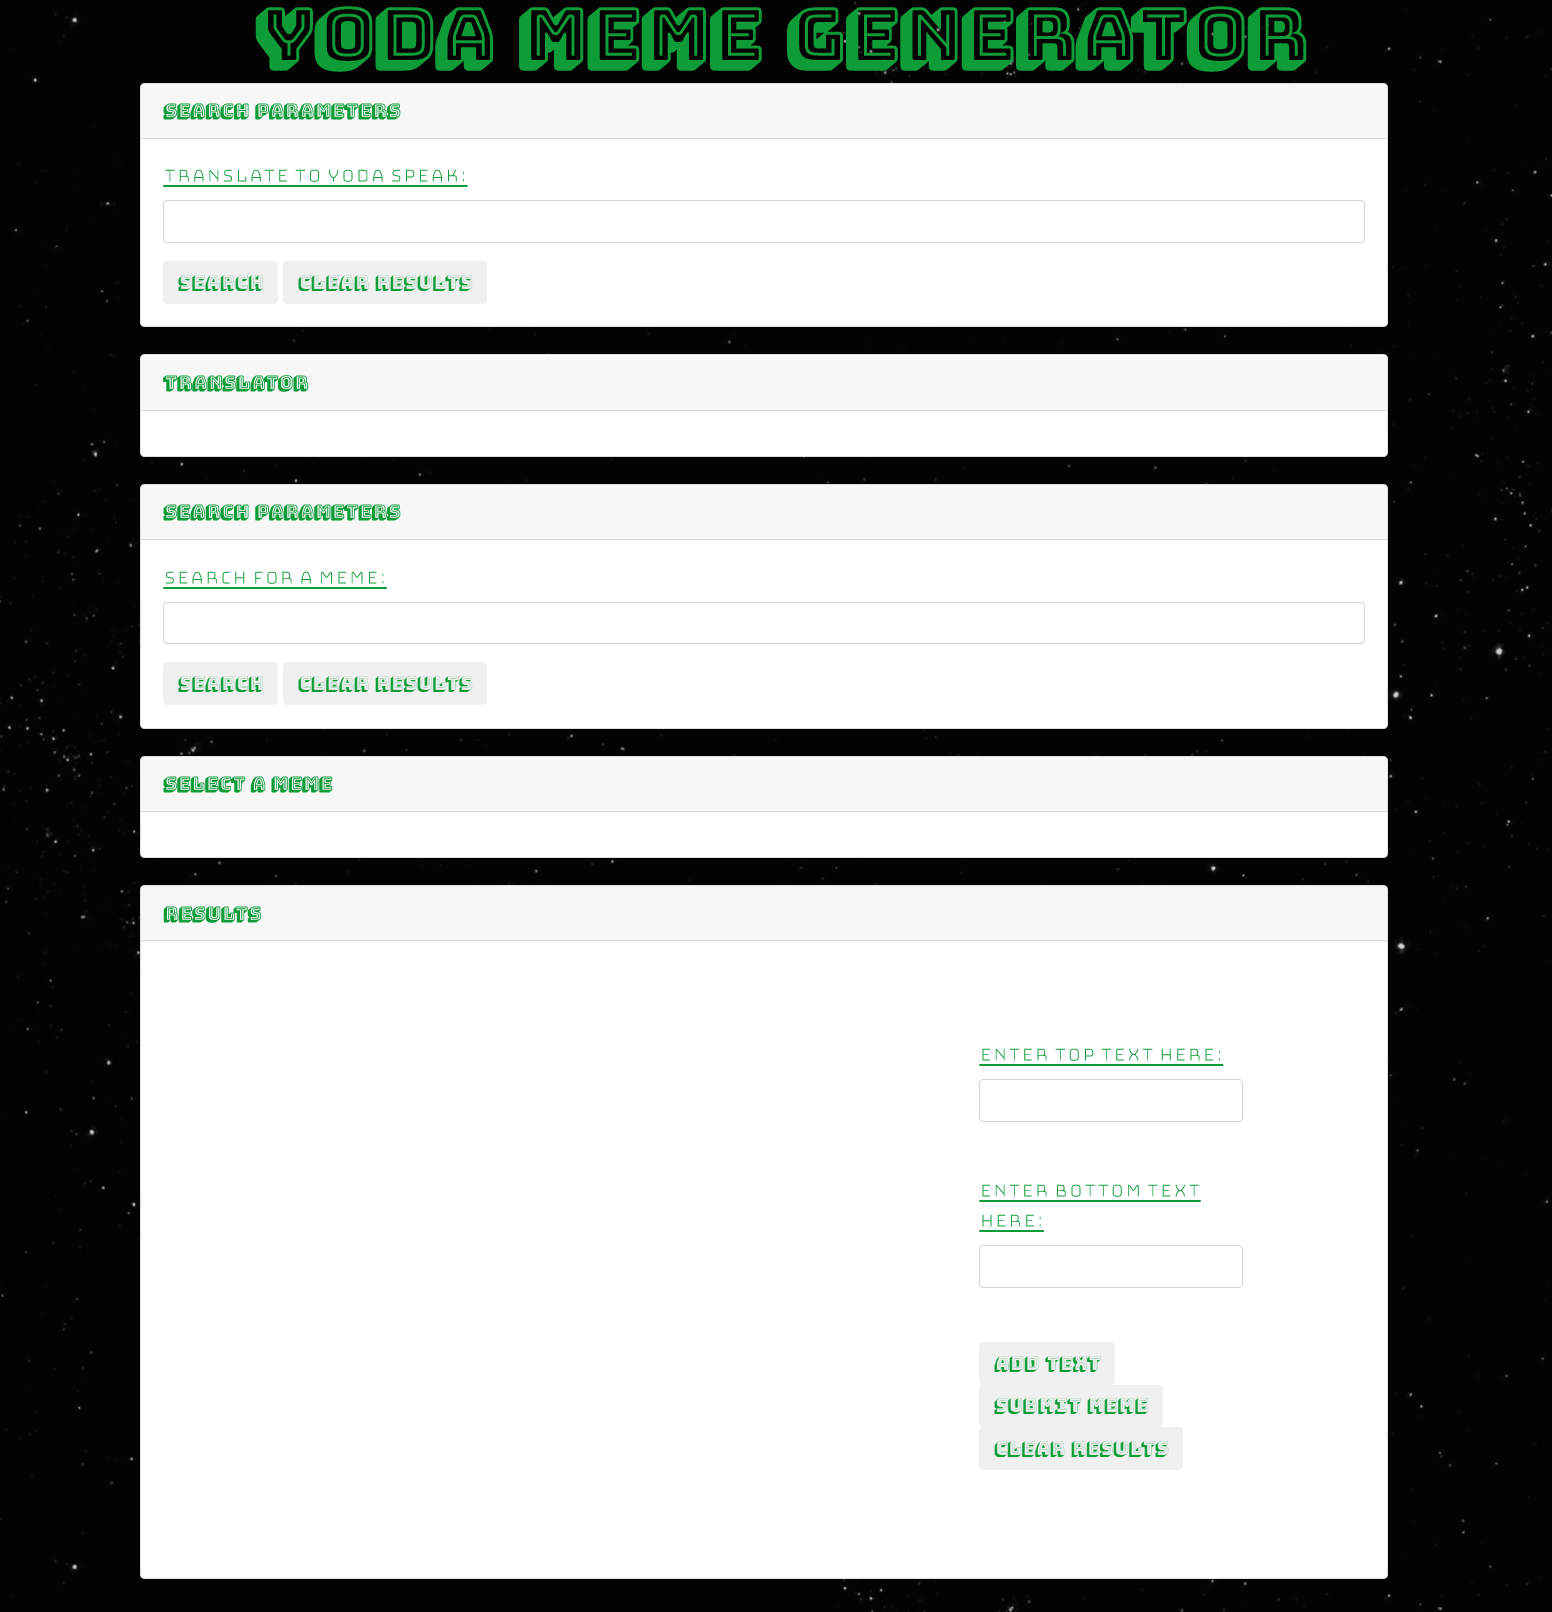 YODA MEME GENERATOR
SEARCH PARAMETERS
TRANSLATE TO YODA SPEAK:
SEARCH CLEAR RESULTS
TRANSLATOR
SEARCH PARAMETERS
SEARCH FOR A MEME:
SEARCH CLEAR RESULTS
SELECT A MEME
RESULTS
ENTER TOP TEXT HERE:
ENTER BOTTOM TEXT
HERE:
ADD TEXT
SUBMIT MEME
CLEAR RESULTS